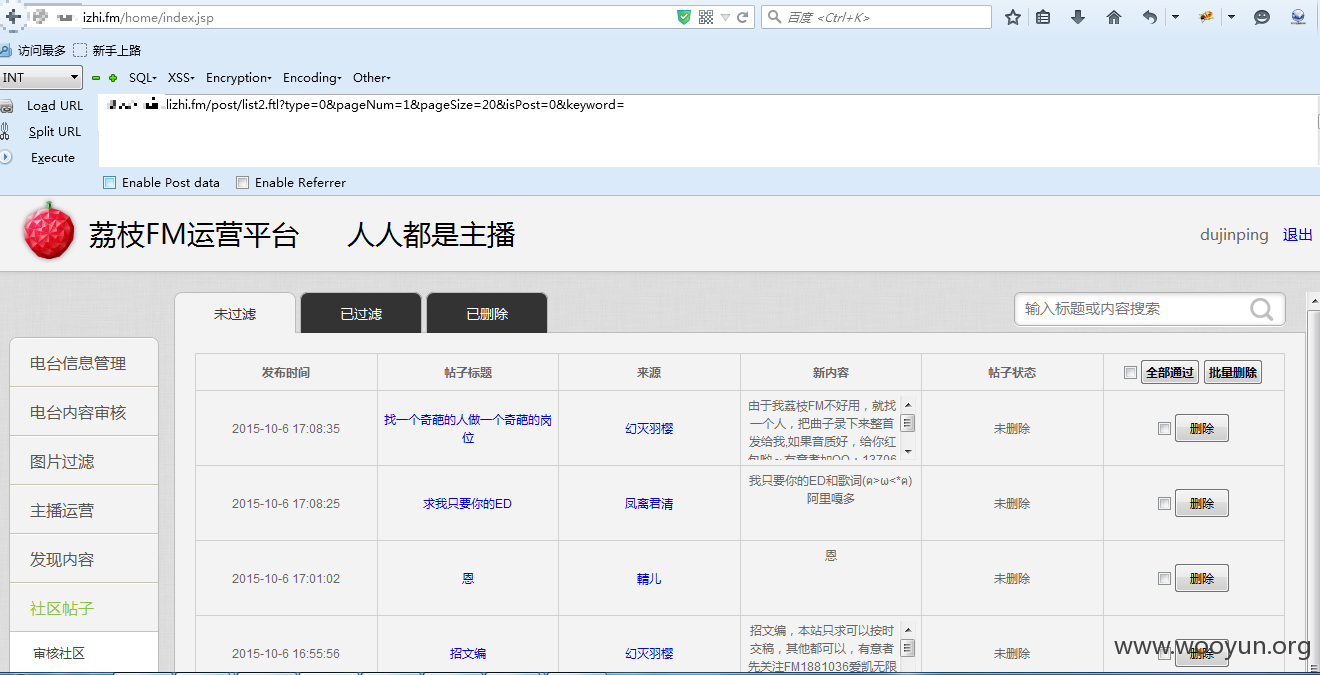 izhi.fm/home/index.jsp
百度 <Ctrl+K>
访问最多 新手上路
INT SQL XSS Encryption Encoding Other
Load URL
lizhi.fm/post/list2.ftl?type=0&pageNum=1&pageSize=20&isPost=0&keyword=
Split URL
Execute
Enable Post data Enable Referrer
荔枝FM运营平台 人人都是主播
dujinping 退出
未过滤 已过滤 已删除
输入标题或内容搜索
电台信息管理
电台内容审核
图片过滤
主播运营
发现内容
社区帖子
审核社区
发布时间 帖子标题 来源 新内容 帖子状态 全部通过 批量删除
2015-10-6 17:08:35
找一个奇葩的人做一个奇葩的岗
位
幻灭羽樱
由于我荔枝FM不好用，就找
一个人，把曲子录下来整首
发给我,如果音质好，给你红
未删除 删除
2015-10-6 17:08:25 求我只要你的ED 凤离君清
我只要你的ED和歌词(ฅ>ω<*ฅ)
阿里嘎多
未删除 删除
2015-10-6 17:01:02 恩 輤儿 恩 未删除 删除
2015-10-6 16:55:56 招文编 幻灭羽樱
招文编，本站只求可以按时
交稿，其他都可以，有意者
先关注FM1881036爱凯无限
未删除 删除
www.wooyun.org